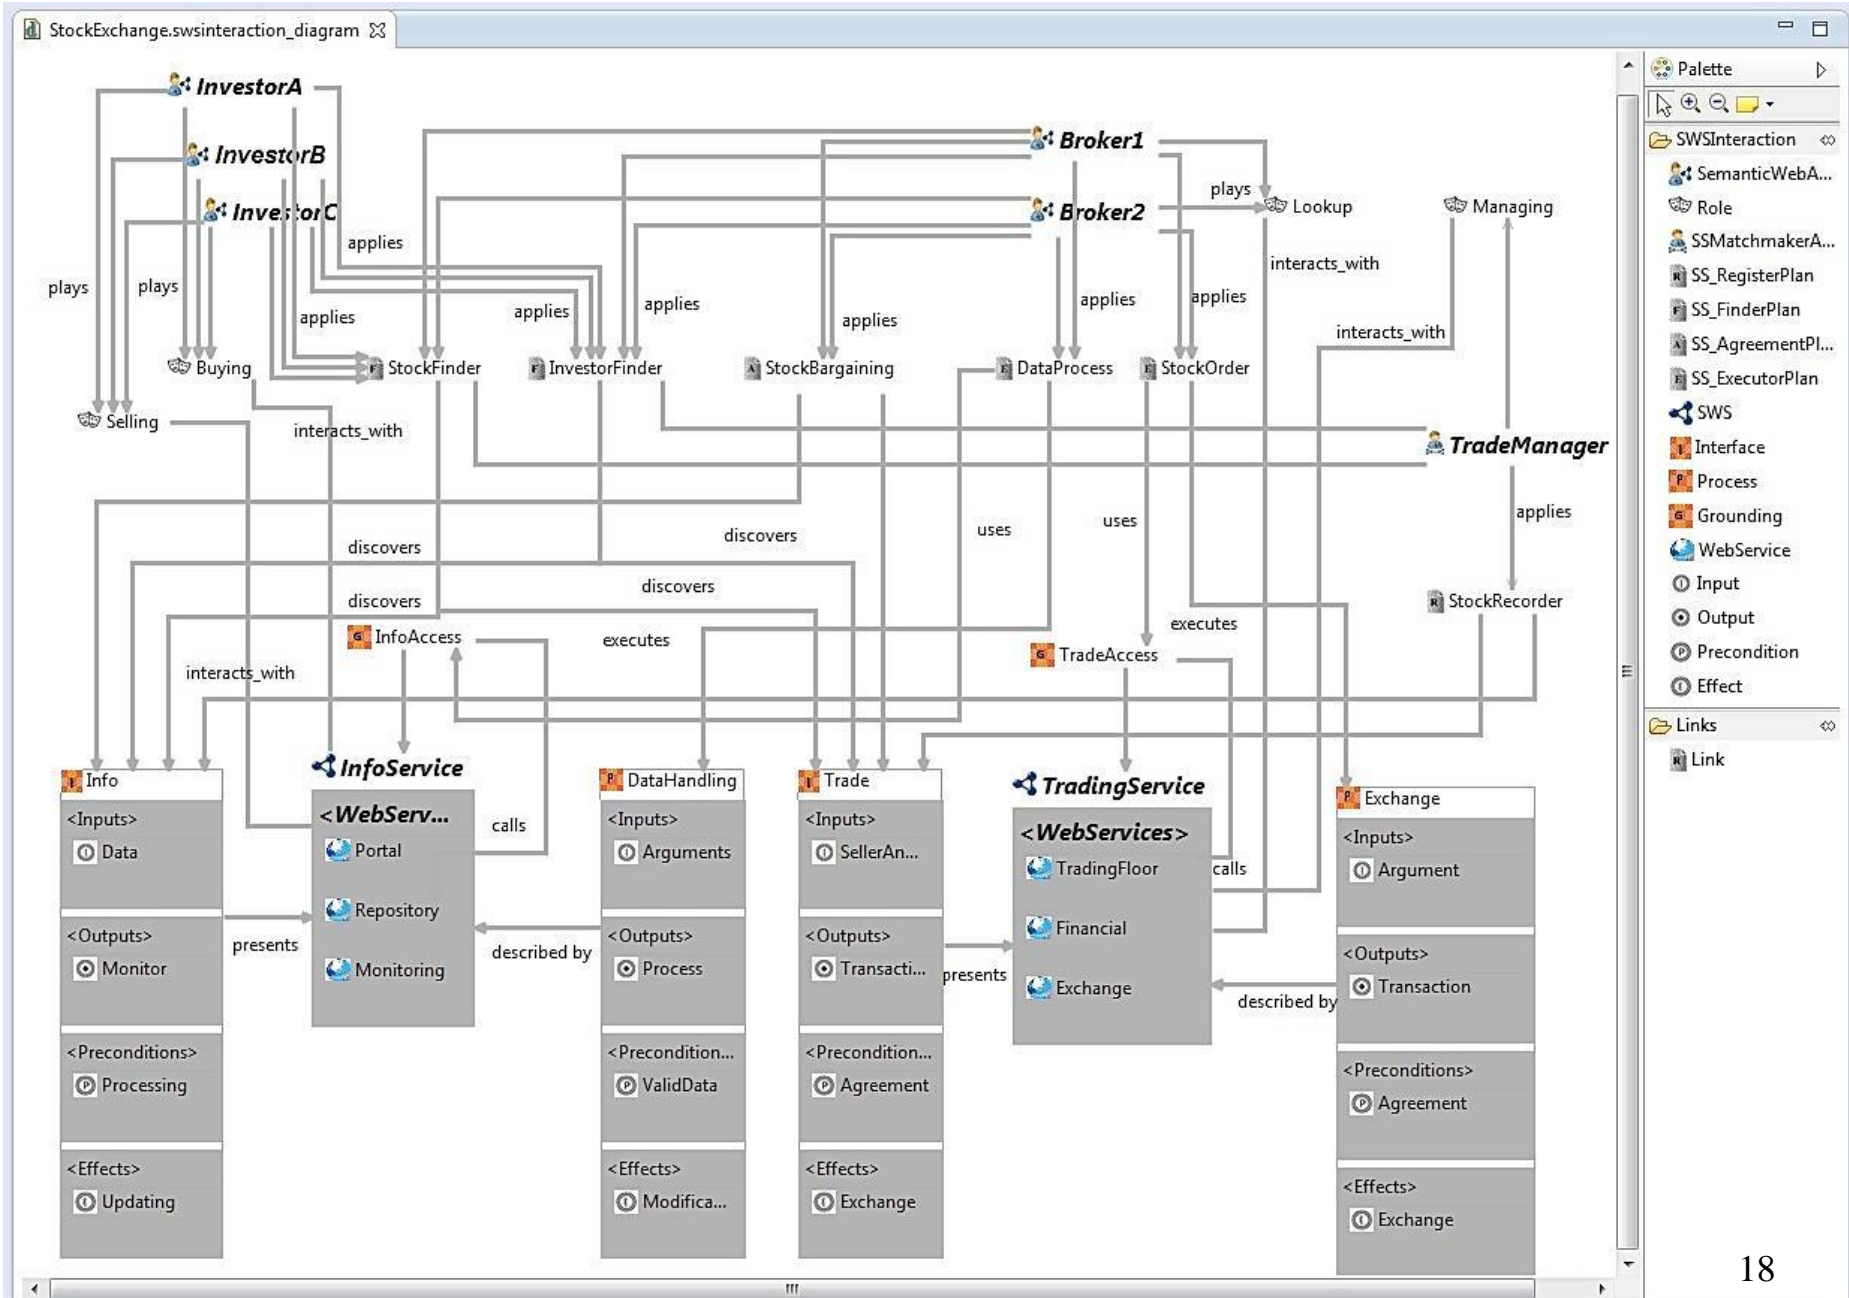 StockExchange.swsinteraction_diagram
InvestorA
InvestorB
InvestorC
Broker1
Broker2
plays
Lookup
Managing
applies
interacts_with
plays
plays
applies
applies
applies
applies
applies
applies
interacts_with
Buying
StockFinder
InvestorFinder
StockBargaining
DataProcess
StockOrder
Selling
interacts_with
TradeManager
applies
discovers
discovers
uses
uses
discovers
discovers
StockRecorder
InfoAccess
executes
executes
TradeAccess
interacts_with
Info
<Inputs>
Data
<Outputs>
Monitor
<Preconditions>
Processing
<Effects>
Updating
presents
InfoService
<WebServ...
Portal
Repository
Monitoring
calls
described by
DataHandling
<Inputs>
Arguments
<Outputs>
Process
<Precondition...
ValidData
<Effects>
Modifica...
Trade
<Inputs>
SellerAn...
<Outputs>
Transacti...
<Precondition...
Agreement
<Effects>
Exchange
presents
TradingService
<WebServices>
TradingFloor
Financial
Exchange
calls
described by
Exchange
<Inputs>
Argument
<Outputs>
Transaction
<Preconditions>
Agreement
<Effects>
Exchange
Palette
SWSInteraction
SemanticWebA...
Role
SSMatchmakerA...
SS_RegisterPlan
SS_FinderPlan
SS_AgreementPl...
SS_ExecutorPlan
SWS
Interface
Process
Grounding
WebService
Input
Output
Precondition
Effect
Links
Link
18